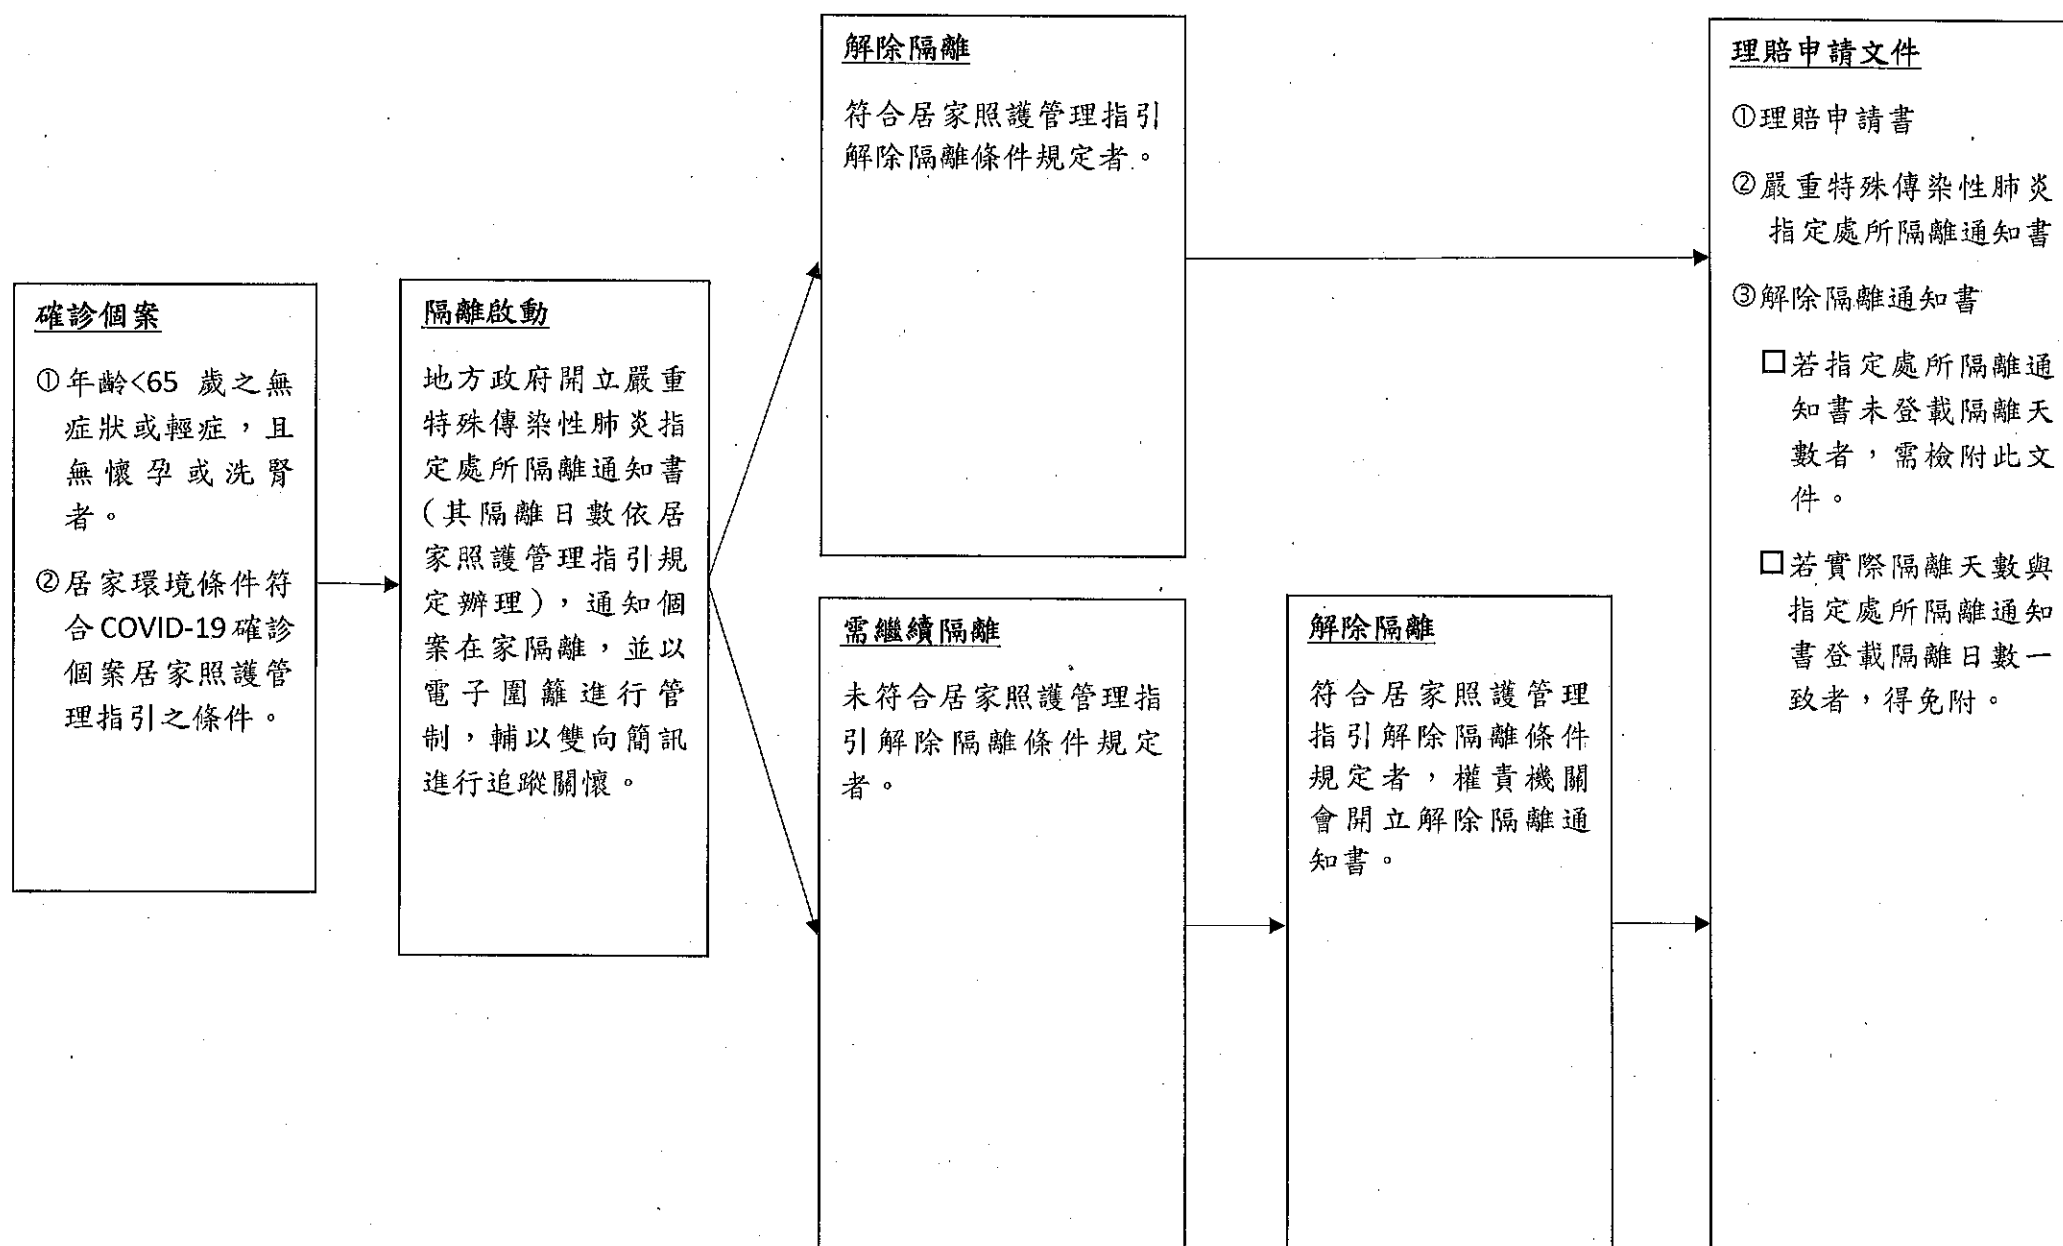 確診個案
①年齡<65 歲之無
症狀或輕症，且
無懷孕或洗腎
者。
②居家環境條件符
合COVID-19確診
個案居家照護管
理指引之條件。
隔離啟動
地方政府開立嚴重
特殊傳染性肺炎指
定處所隔離通知書
(其隔離日數依居
家照護管理指引規
定辦理)，通知個
案在家隔離，並以
電子圍籬進行管
制，輔以雙向簡訊
進行追蹤關懷。
解除隔離
符合居家照護管理指引
解除隔離條件規定者。
需繼續隔離
未符合居家照護管理指
引解除隔離條件規定
者。
解除隔離
符合居家照護管理
指引解除隔離條件
規定者，權責機關
會開立解除隔離通
知書。
理賠申請文件
①理賠申請書
②嚴重特殊傳染性肺炎
指定處所隔離通知書
③解除隔離通知書
□若指定處所隔離通
知書未登載隔離天
數者，需檢附此文
件。
□若實際隔離天數與
指定處所隔離通知
書登載隔離日數一
致者，得免附。